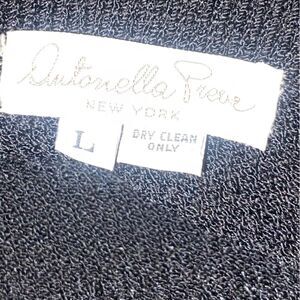 Antonella Preve
NEW YORK
L
DRY CLEAN
ONLY